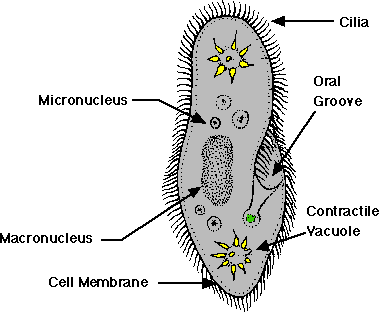 Cilia
Oral
Groove
Micronucleus
Contractile
Vacuole
Macronucleus
Cell Membrane